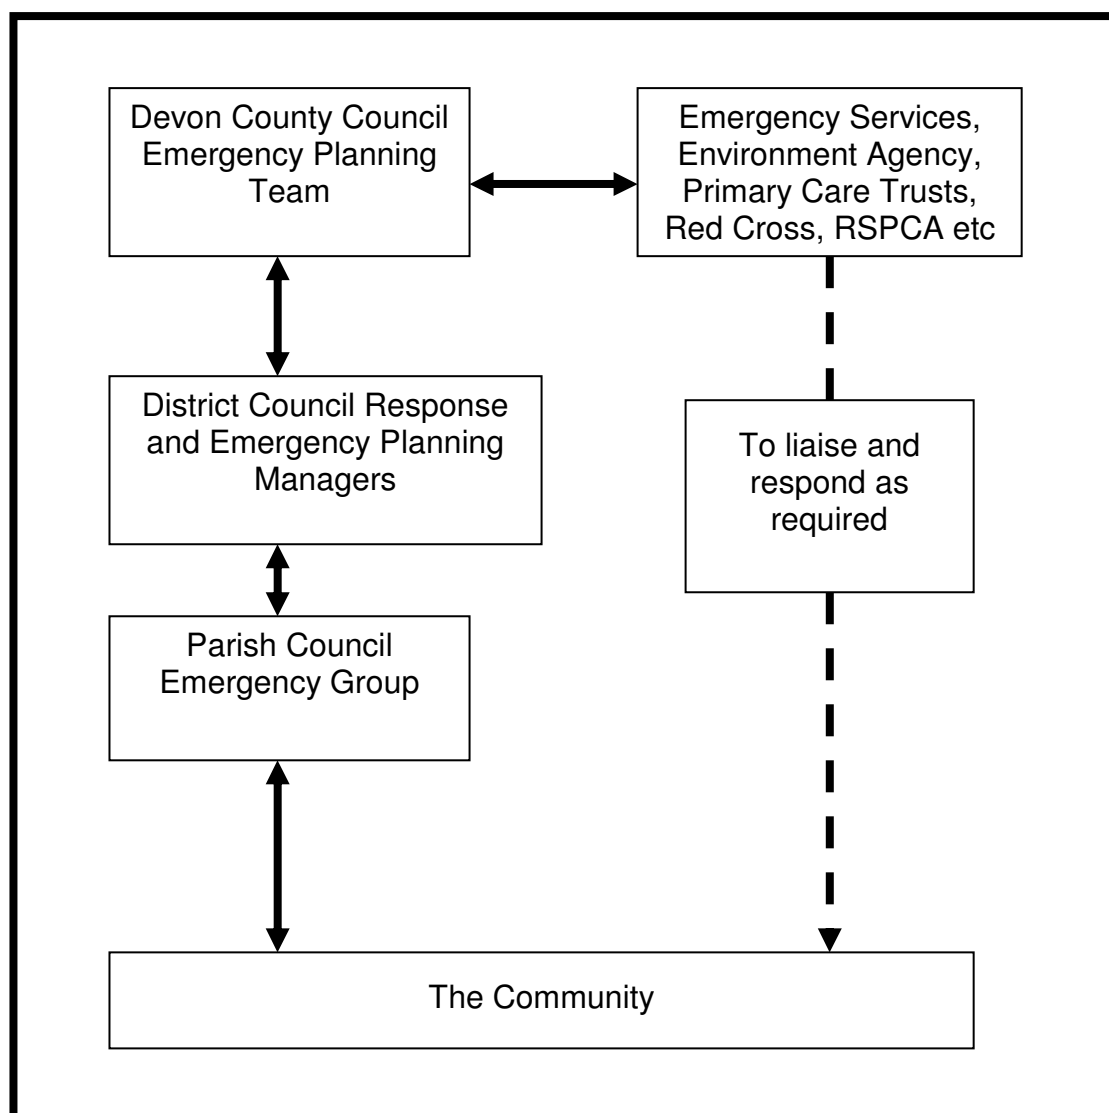 Devon County Council
Emergency Planning
Team
Emergency Services,
Environment Agency,
Primary Care Trusts,
Red Cross, RSPCA etc
District Council Response
and Emergency Planning
Managers
To liaise and
respond as
required
Parish Council
Emergency Group
The Community